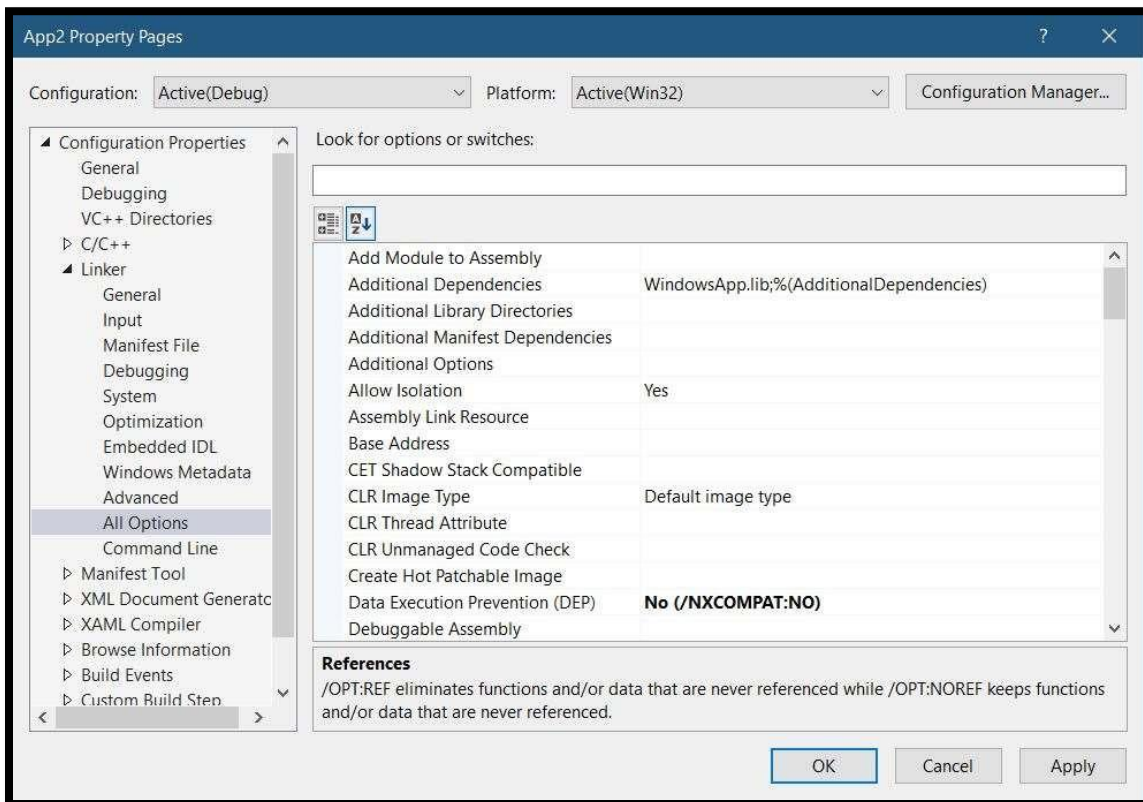 App2 Property Pages
? ×
Configuration: Active(Debug) Platform: Active(Win32) Configuration Manager...
Configuration Properties
General
Debugging
VC++ Directories
C/C++
Linker
General
Input
Manifest File
Debugging
System
Optimization
Embedded IDL
Windows Metadata
Advanced
All Options
Command Line
Manifest Tool
XML Document Generatc
XAML Compiler
Browse Information
Build Events
Custom Build Step
Look for options or switches:
Add Module to Assembly
Additional Dependencies WindowsApp.lib;%(AdditionalDependencies)
Additional Library Directories
Additional Manifest Dependencies
Additional Options
Allow Isolation Yes
Assembly Link Resource
Base Address
CET Shadow Stack Compatible
CLR Image Type Default image type
CLR Thread Attribute
CLR Unmanaged Code Check
Create Hot Patchable Image
Data Execution Prevention (DEP) No (/NXCOMPAT:NO)
Debuggable Assembly
References
/OPT:REF eliminates functions and/or data that are never referenced while /OPT:NOREF keeps functions
and/or data that are never referenced.
OK Cancel Apply